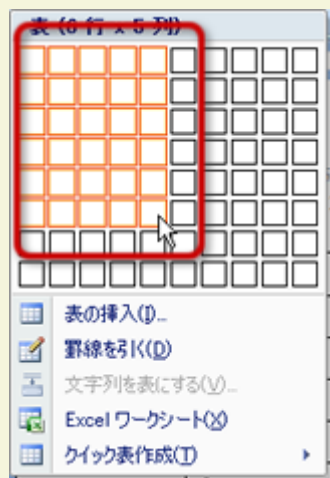 表 (6 行 x 5 列)
表の挿入(I)...
罫線を引く(D)
文字列を表にする(V)...
Excel ワークシート(X)
クイック表作成(T)